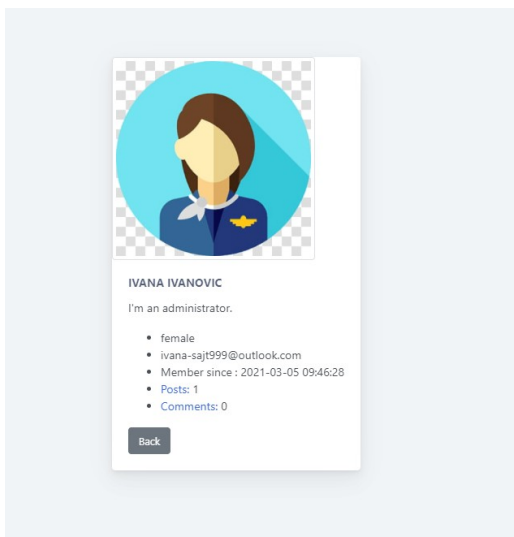 IVANA IVANOVIC
I'm an administrator.
female
ivana-sajt999@outlook.com
Member since : 2021-03-05 09:46:28
Posts: 1
Comments: 0
Back